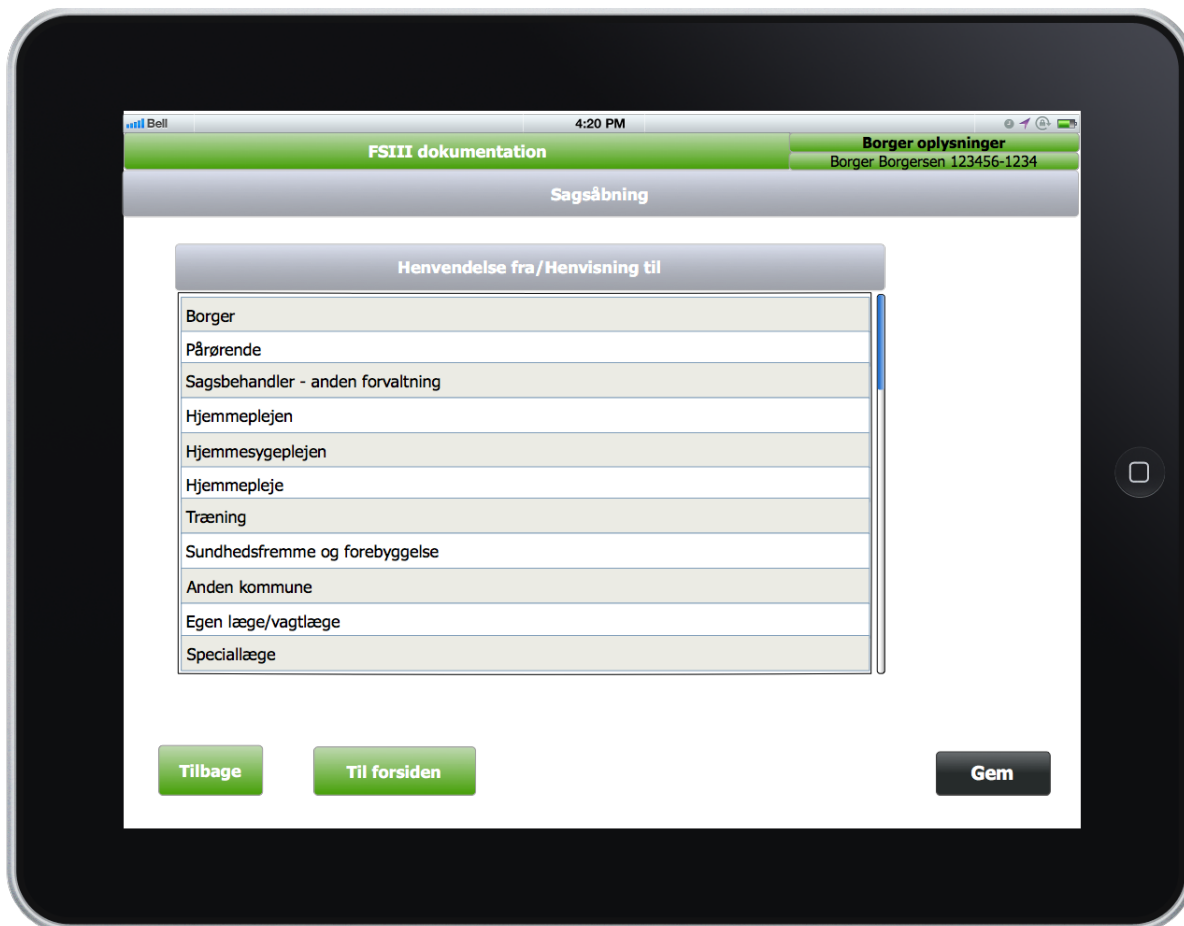 Bell
4:20 PM
FSIII dokumentation
Borger oplysninger
Borger Borgersen 123456-1234
Sagsåbning
Henvendelse fra/Henvisning til
Borger
Pårørende
Sagsbehandler - anden forvaltning
Hjemmeplejen
Hjemmesygeplejen
Hjemmepleje
Træning
Sundhedsfremme og forebyggelse
Anden kommune
Egen læge/vagtlæge
Speciallæge
Tilbage
Til forsiden
Gem